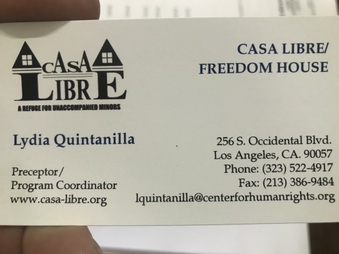 CASA
LIBRE
A REFUGE FOR UNACCOMPANIED MINORS
CASA LIBRE/
FREEDOM HOUSE
Lydia Quintanilla
Preceptor/
Program Coordinator
www.casa-libre.org
256 S. Occidental Blvd.
Los Angeles, CA. 90057
Phone: (323) 522-4917
Fax: (213) 386-9484
lquintanilla@centerforhumanrights.org